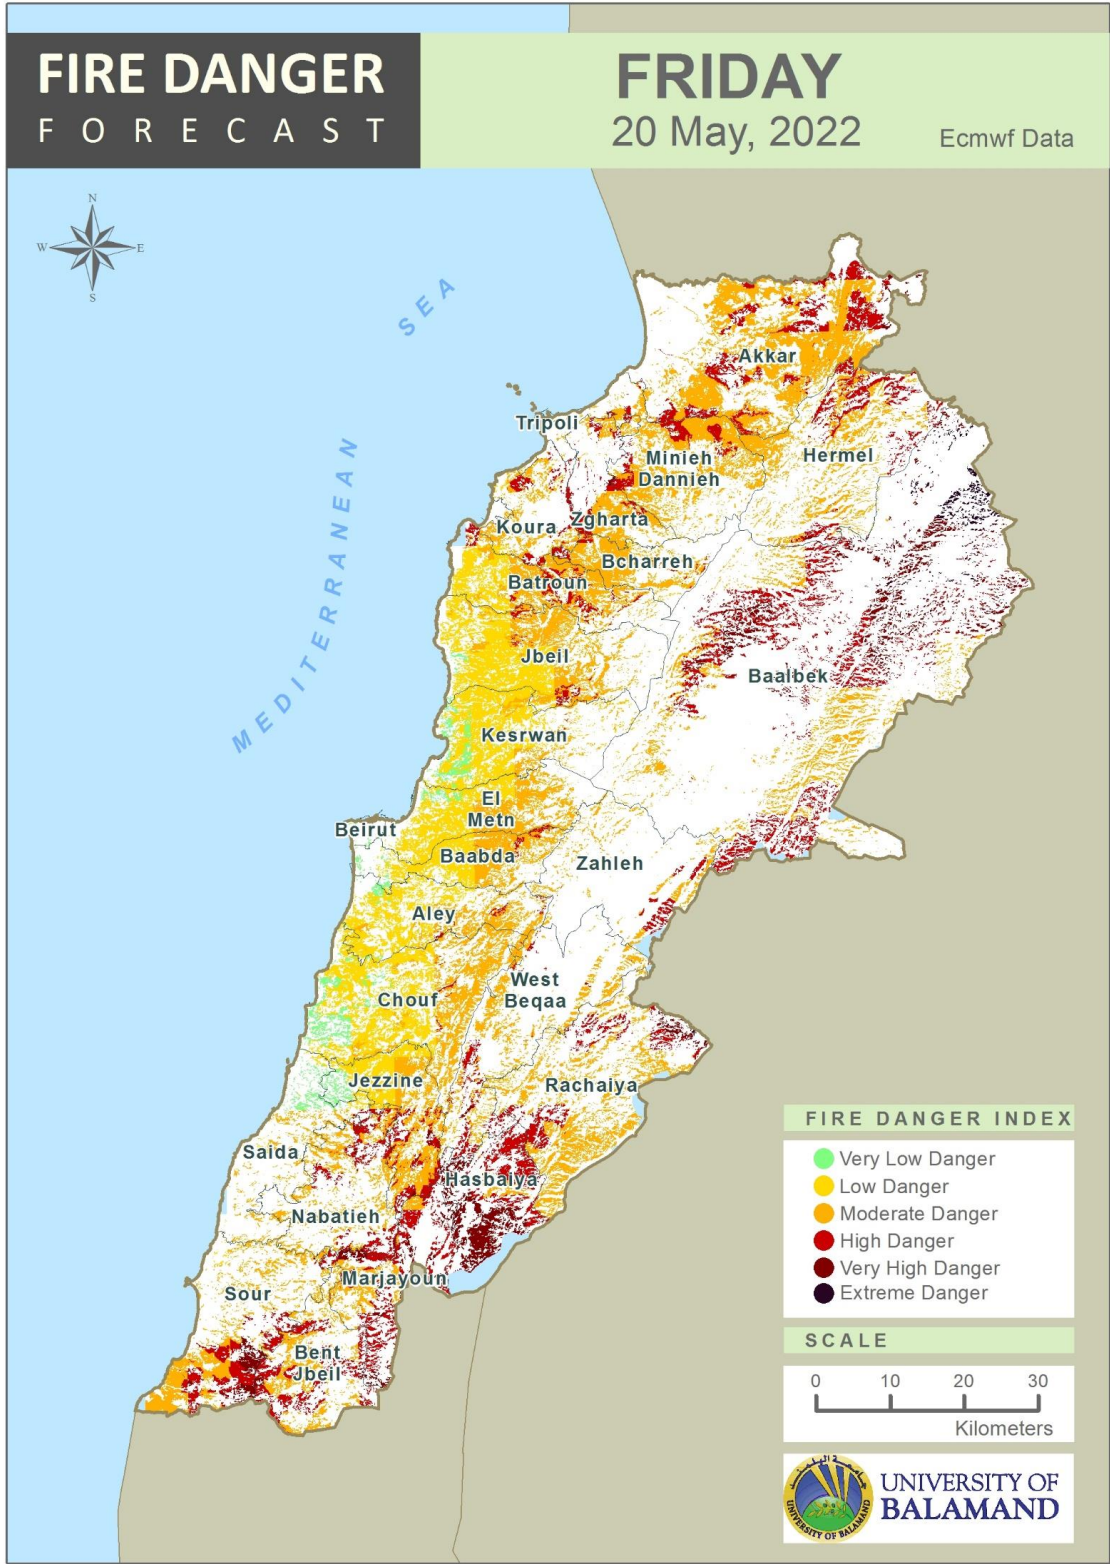 FIRE DANGER
FORECAST
FRIDAY
20 May, 2022
Ecmwf Data
N
W
E
S
MEDITERRANEAN SEA
Akkar
Tripoli
Minieh
Dannieh
Hermel
Koura
Zgharta
Bcharreh
Batroun
Jbeil
Baalbek
Kesrwan
El
Metn
Beirut
Baabda
Zahleh
Aley
West
Beqaa
Chouf
Jezzine
Rachaiya
Saida
Hasbaiya
Nabatieh
Marjayoun
Sour
Bent
Jbeil
FIRE DANGER INDEX
Very Low Danger
Low Danger
Moderate Danger
High Danger
Very High Danger
Extreme Danger
SCALE
0 10 20 30
Kilometers
UNIVERSITY OF
BALAMAND
UNIVERSITY OF BALAMAND